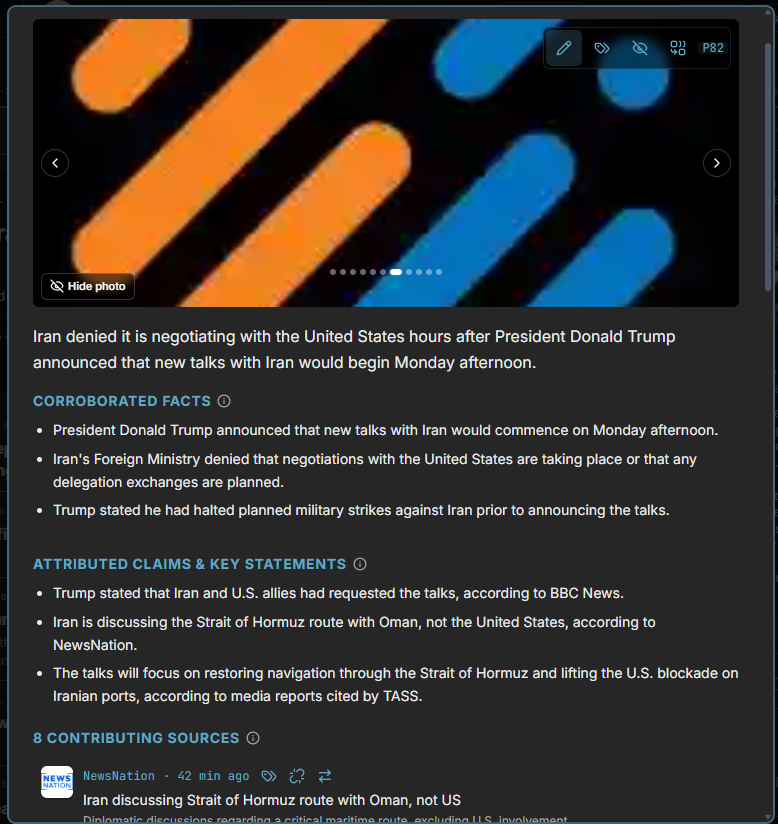 P82
Hide photo
Iran denied it is negotiating with the United States hours after President Donald Trump
announced that new talks with Iran would begin Monday afternoon.
CORROBORATED FACTS
• President Donald Trump announced that new talks with Iran would commence on Monday afternoon.
• Iran's Foreign Ministry denied that negotiations with the United States are taking place or that any
delegation exchanges are planned.
• Trump stated he had halted planned military strikes against Iran prior to announcing the talks.
ATTRIBUTED CLAIMS & KEY STATEMENTS
• Trump stated that Iran and U.S. allies had requested the talks, according to BBC News.
• Iran is discussing the Strait of Hormuz route with Oman, not the United States, according to
NewsNation.
• The talks will focus on restoring navigation through the Strait of Hormuz and lifting the U.S. blockade on
Iranian ports, according to media reports cited by TASS.
8 CONTRIBUTING SOURCES
NEWS
NATION
NewsNation · 42 min ago
Iran discussing Strait of Hormuz route with Oman, not US
Diplomatic discussions regarding a critical maritime route, excluding U.S. involvement